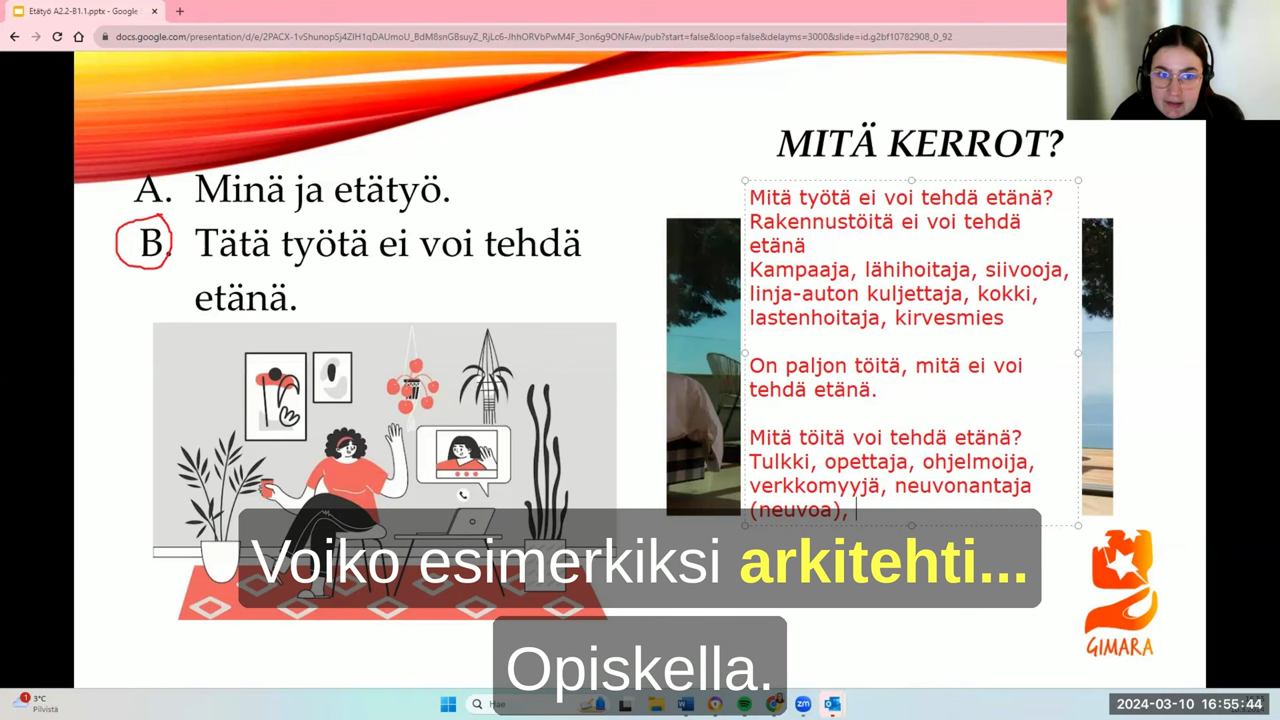 Etätyö A2.2-B1.1.pptx - Google
docs.google.com/presentation/d/e/2PACX-1vShunopSj4ZIH1qDAUmoU_BdM8snGBsuyZ_RjLc6-JhhORVbPwM4F_3on6g9ONFAw/pub?start=false&loop=false&delayms=3000&slide=id.g2bf10782908_0_92
MITÄ KERROT?
A. Minä ja etätyö.
B. Tätä työtä ei voi tehdä
etänä.
Mitä työtä ei voi tehdä etänä?
Rakennustöitä ei voi tehdä
etänä
Kampaaja, lähihoitaja, siivooja,
linja-auton kuljettaja, kokki,
lastenhoitaja, kirvesmies
On paljon töitä, mitä ei voi
tehdä etänä.
Mitä töitä voi tehdä etänä?
Tulkki, opettaja, ohjelmoija,
verkkomyyjä, neuvonantaja
(neuvoa),
Voiko esimerkiksi arkitehti...
Opiskella.
GIMARA
1
3°C
Pilvistä
Hae
2024-03-10 16:55:44